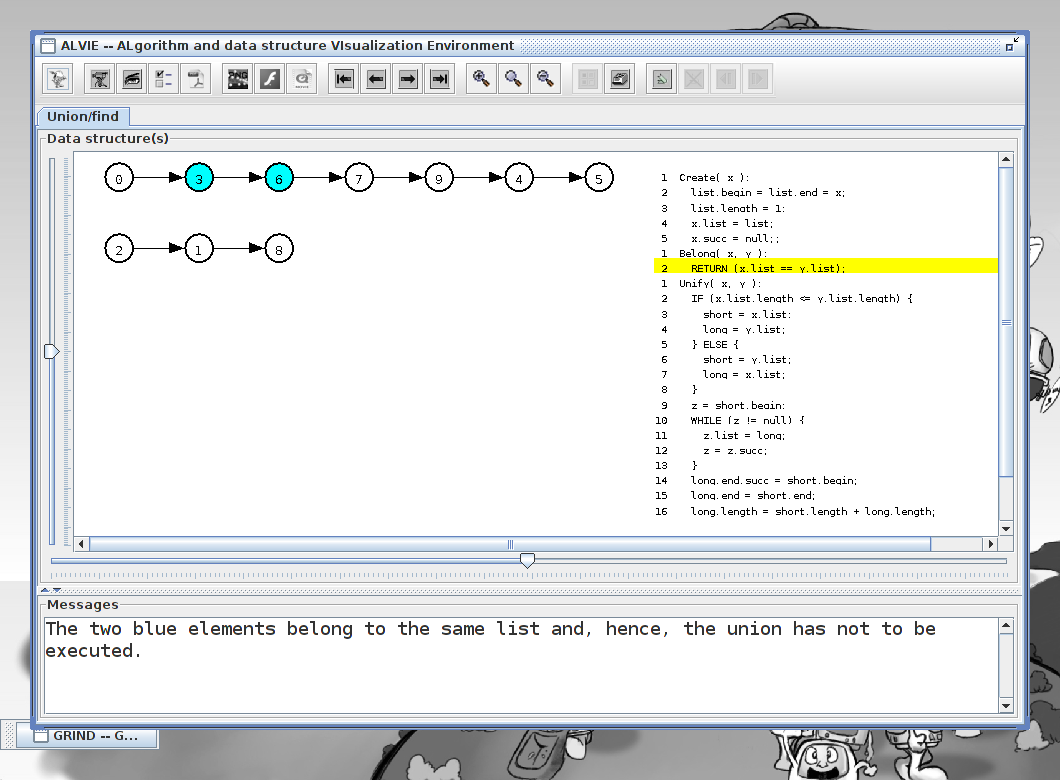 ALVIE -- ALgorithm and data structure VIsualization Environment
PNG
Union/find
Data structure(s)
0 3 6 7 9 4 5
2 1 8
1 Create( x ):
2 list.begin = list.end = x;
3 list.length = 1:
4 x.list = list;
5 x.succ = null;;
1 Belong( x, y ):
2 RETURN (x.list == y.list);
1 Unify( x, y ):
2 IF (x.list.length <= y.list.length) {
3 short = x.list:
4 long = y.list;
5 } ELSE {
6 short = y.list;
7 long = x.list;
8 }
9 z = short.begin:
10 WHILE (z != null) {
11 z.list = long;
12 z = z.succ;
13 }
14 long.end.succ = short.begin;
15 long.end = short.end;
16 long.length = short.length + long.length;
Messages
The two blue elements belong to the same list and, hence, the union has not to be
executed.
GRIND -- G...